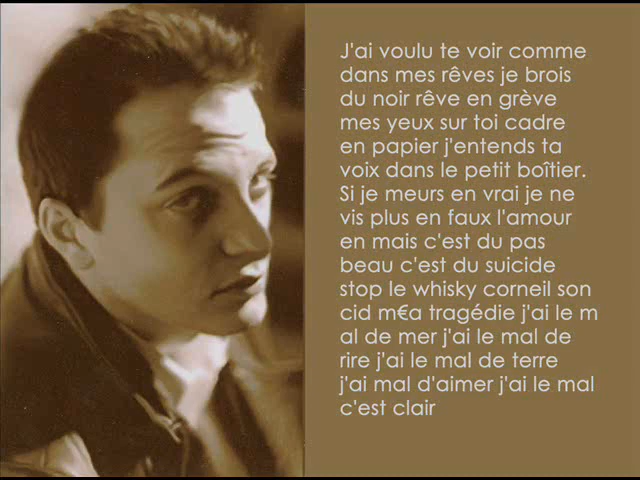 J'ai voulu te voir comme
dans mes rêves je brois
du noir rêve en grève
mes yeux sur toi cadre
en papier j'entends ta
voix dans le petit boîtier.
Si je meurs en vrai je ne
vis plus en faux l'amour
en mais c'est du pas
beau c'est du suicide
stop le whisky corneil son
cid m€a tragédie j'ai le m
al de mer j'ai le mal de
rire j'ai le mal de terre
j'ai mal d'aimer j'ai le mal
c'est clair